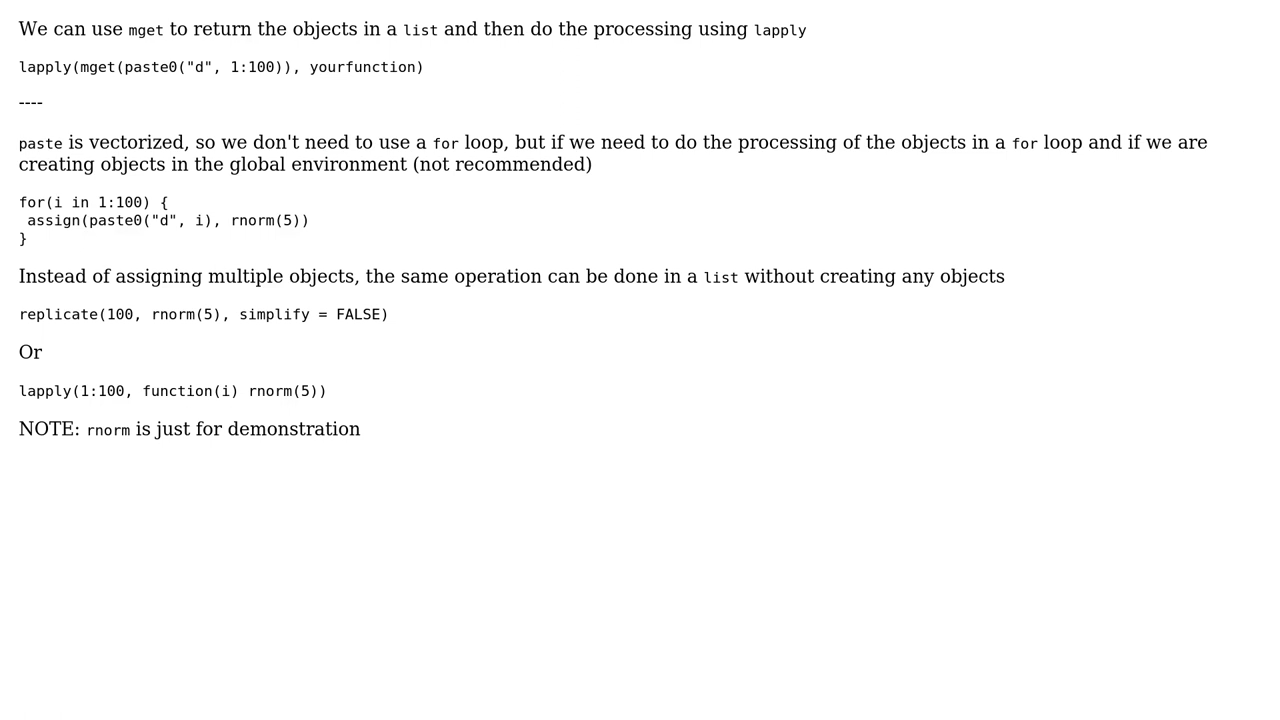 We can use mget to return the objects in a list and then do the processing using lapply
lapply(mget(paste0("d", 1:100)), yourfunction)
----
paste is vectorized, so we don't need to use a for loop, but if we need to do the processing of the objects in a for loop and if we are
creating objects in the global environment (not recommended)
for(i in 1:100) {
 assign(paste0("d", i), rnorm(5))
}
Instead of assigning multiple objects, the same operation can be done in a list without creating any objects
replicate(100, rnorm(5), simplify = FALSE)
Or
lapply(1:100, function(i) rnorm(5))
NOTE: rnorm is just for demonstration